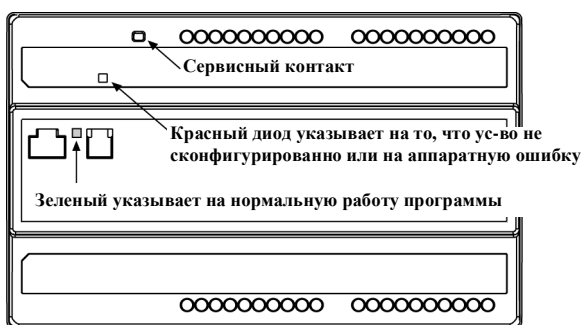 Сервисный контакт
Красный диод указывает на то, что ус-во не
сконфигурированно или на аппаратную ошибку
Зеленый указывает на нормальную работу программы